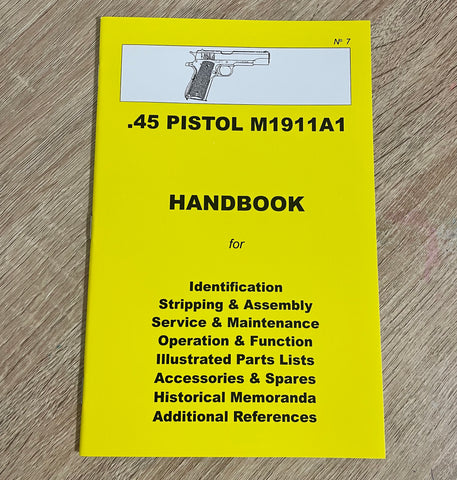 Nº 7
.45 PISTOL M1911A1
HANDBOOK
for
Identification
Stripping & Assembly
Service & Maintenance
Operation & Function
Illustrated Parts Lists
Accessories & Spares
Historical Memoranda
Additional References